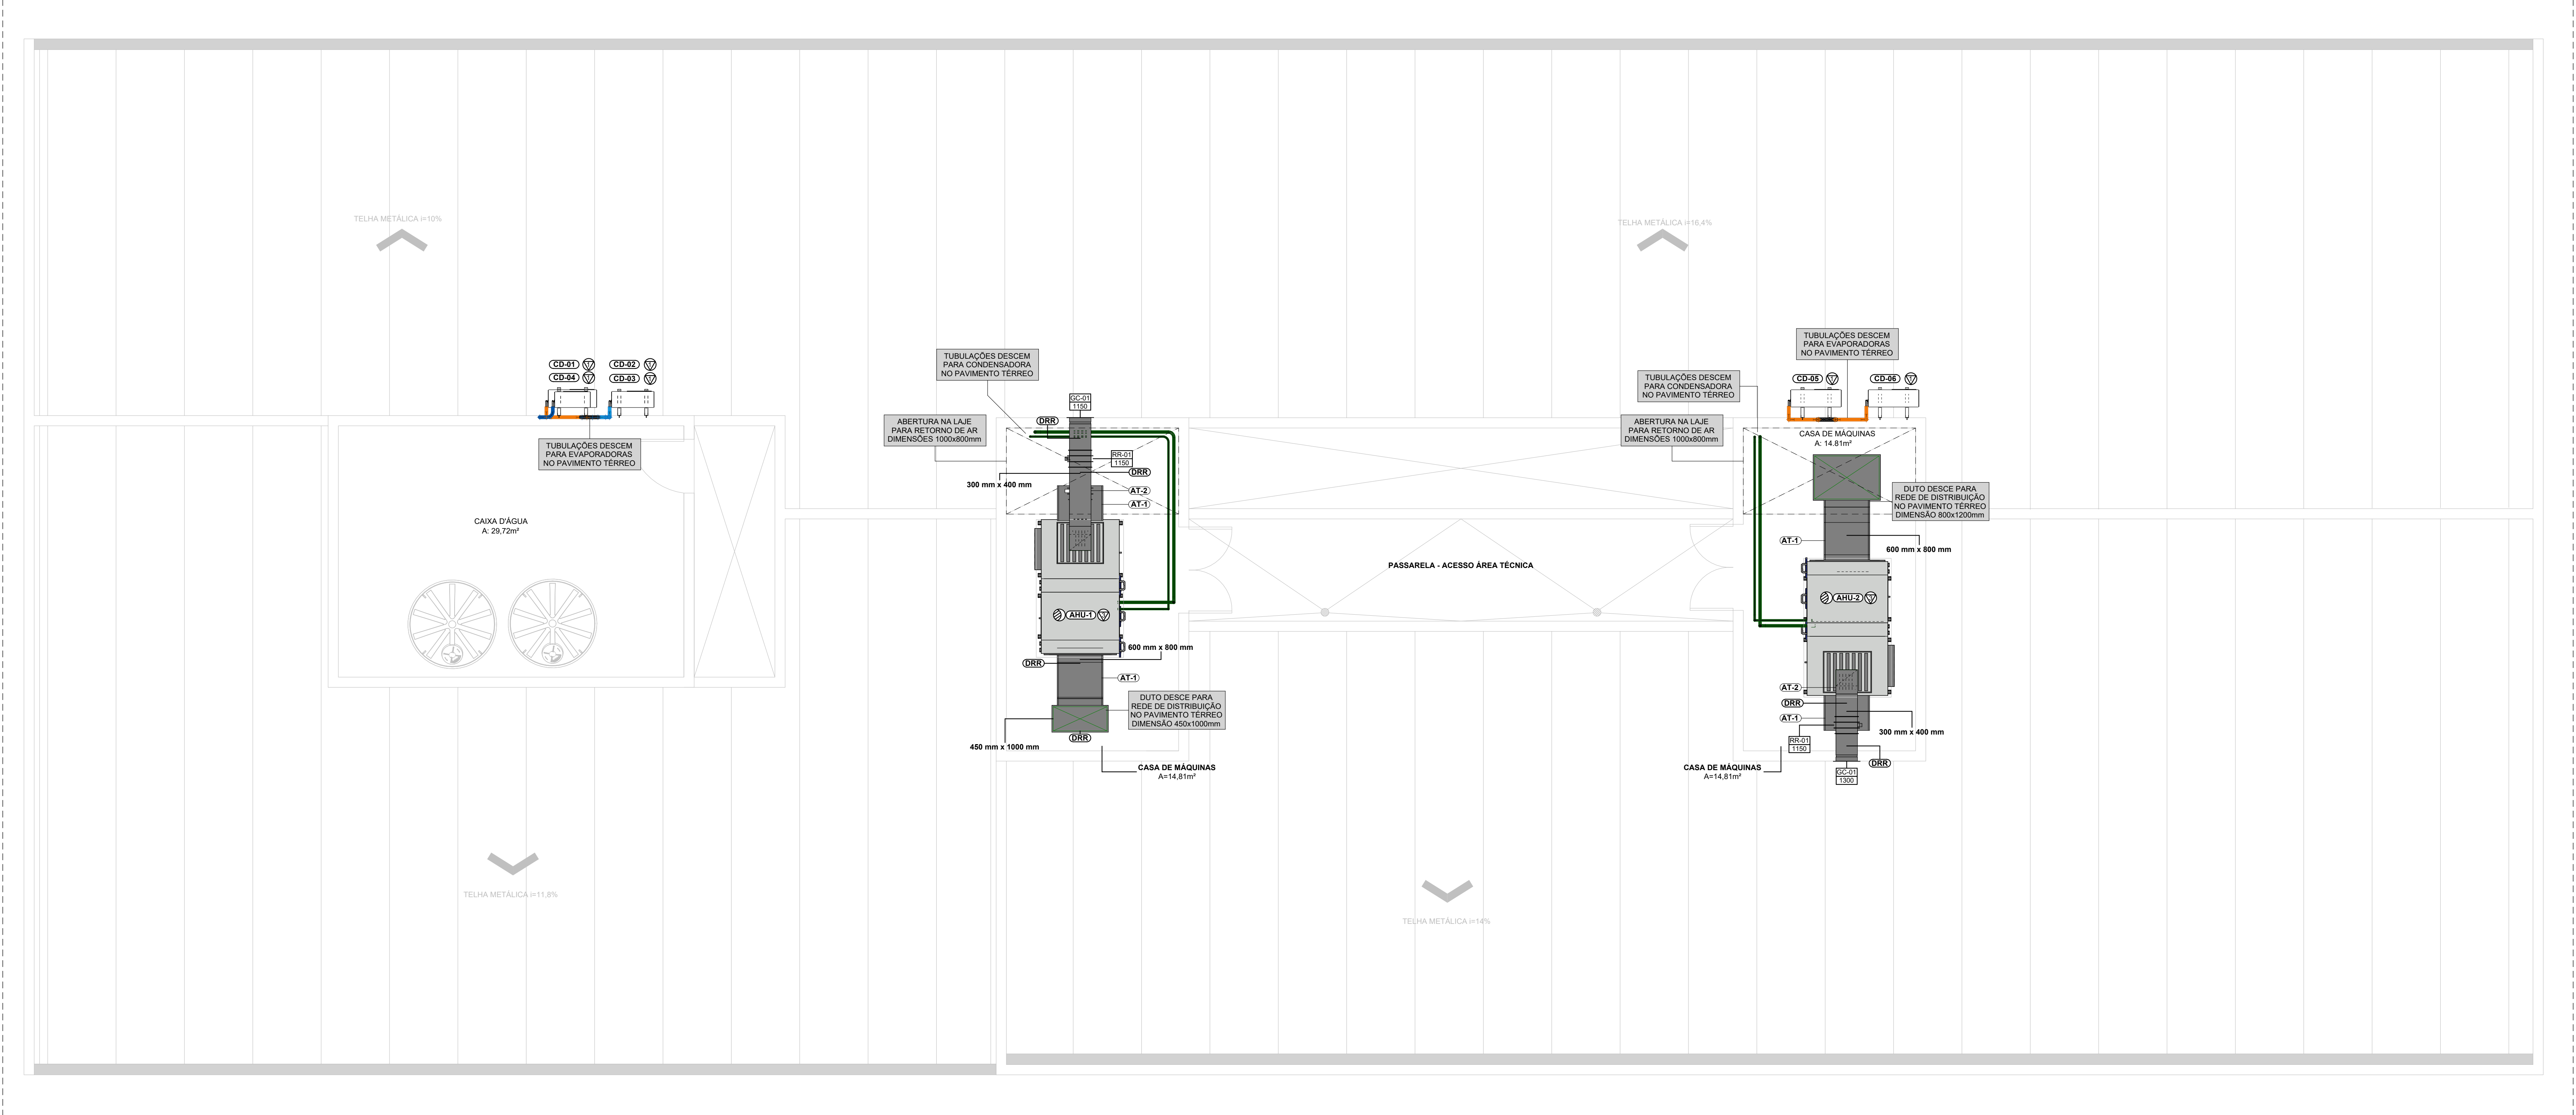 TELHA METÁLICA i=10%
TELHA METÁLICA i=16,4%
CD-01
CD-02
CD-04
CD-03
TUBULAÇÕES DESCEM
PARA EVAPORADORAS
NO PAVIMENTO TÉRREO
CAIXA D'ÁGUA
A: 29,72m²
TELHA METÁLICA i=11,8%
TUBULAÇÕES DESCEM
PARA CONDENSADORA
NO PAVIMENTO TÉRREO
ABERTURA NA LAJE
PARA RETORNO DE AR
DIMENSÕES 1000x800mm
GC-01
1150
DRR
RR-01
1150
DRR
300 mm x 400 mm
AT-2
AT-1
AHU-1
600 mm x 800 mm
DRR
AT-1
DUTO DESCE PARA
REDE DE DISTRIBUIÇÃO
NO PAVIMENTO TÉRREO
DIMENSÃO 450x1000mm
DRR
450 mm x 1000 mm
CASA DE MÁQUINAS
A=14,81m²
PASSARELA - ACESSO ÁREA TÉCNICA
TELHA METÁLICA i=14%
TUBULAÇÕES DESCEM
PARA EVAPORADORAS
NO PAVIMENTO TÉRREO
TUBULAÇÕES DESCEM
PARA CONDENSADORA
NO PAVIMENTO TÉRREO
CD-05
CD-06
ABERTURA NA LAJE
PARA RETORNO DE AR
DIMENSÕES 1000x800mm
CASA DE MÁQUINAS
A: 14.81m²
DUTO DESCE PARA
REDE DE DISTRIBUIÇÃO
NO PAVIMENTO TÉRREO
DIMENSÃO 800x1200mm
AT-1
600 mm x 800 mm
AHU-2
AT-2
DRR
AT-1
300 mm x 400 mm
RR-01
1150
DRR
CASA DE MÁQUINAS
A=14,81m²
GC-01
1300